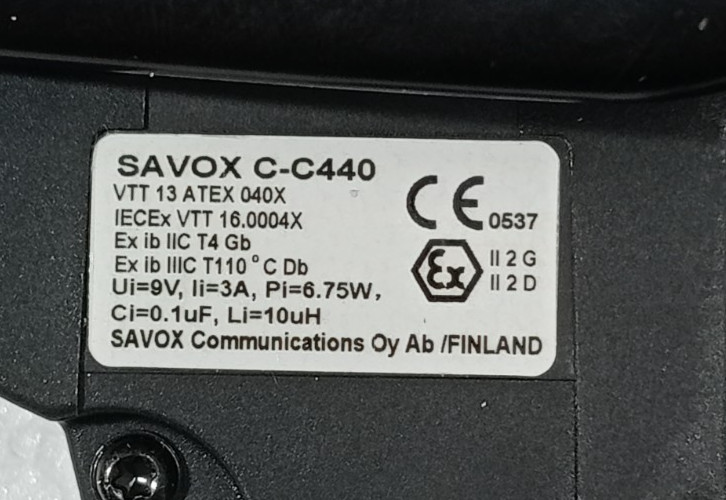 SAVOX C-C440
VTT 13 ATEX 040X
IECEx VTT 16.0004X
Ex ib IIC T4 Gb
Ex ib IIIC T110°C Db
Ui=9V, Ii=3A, Pi=6.75W,
Ci=0.1uF, Li=10uH
SAVOX Communications Oy Ab /FINLAND
CE 0537
Ex II 2 G
II 2 D